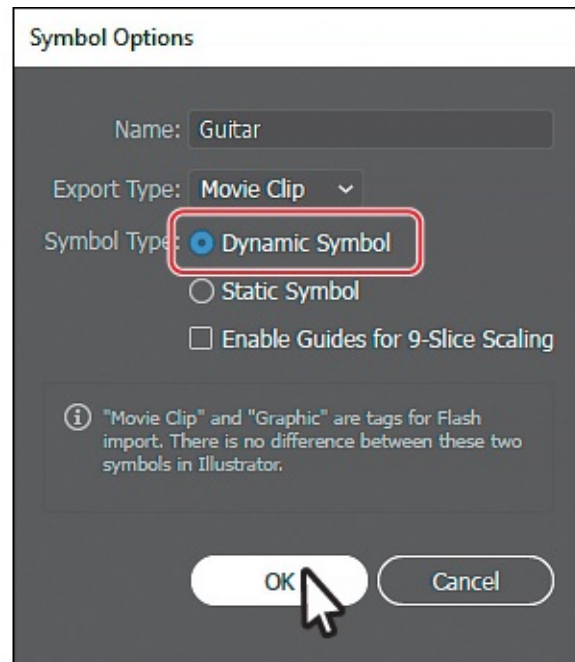 Symbol Options
Name: Guitar
Export Type: Movie Clip
Symbol Type: Dynamic Symbol
Static Symbol
Enable Guides for 9-Slice Scaling
"Movie Clip" and "Graphic" are tags for Flash
import. There is no difference between these two
symbols in Illustrator.
OK Cancel